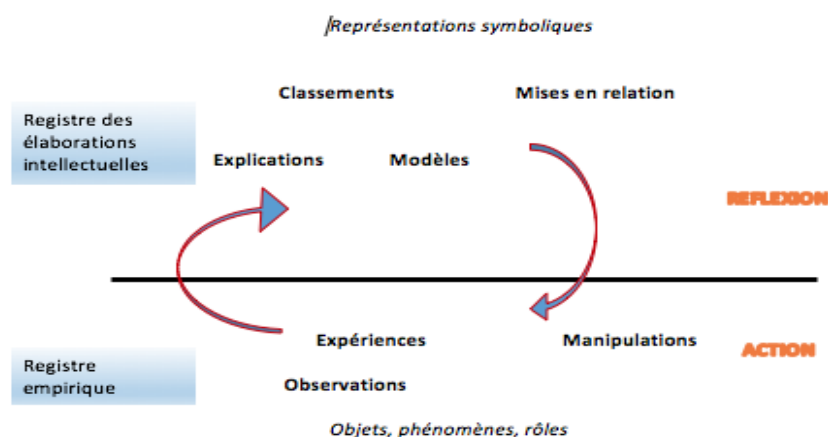 Représentations symboliques
Classements
Mises en relation
Registre des
élaborations
intellectuelles
Explications
Modèles
REFLEXION
Expériences
Manipulations
ACTION
Registre
empirique
Observations
Objets, phénomènes, rôles